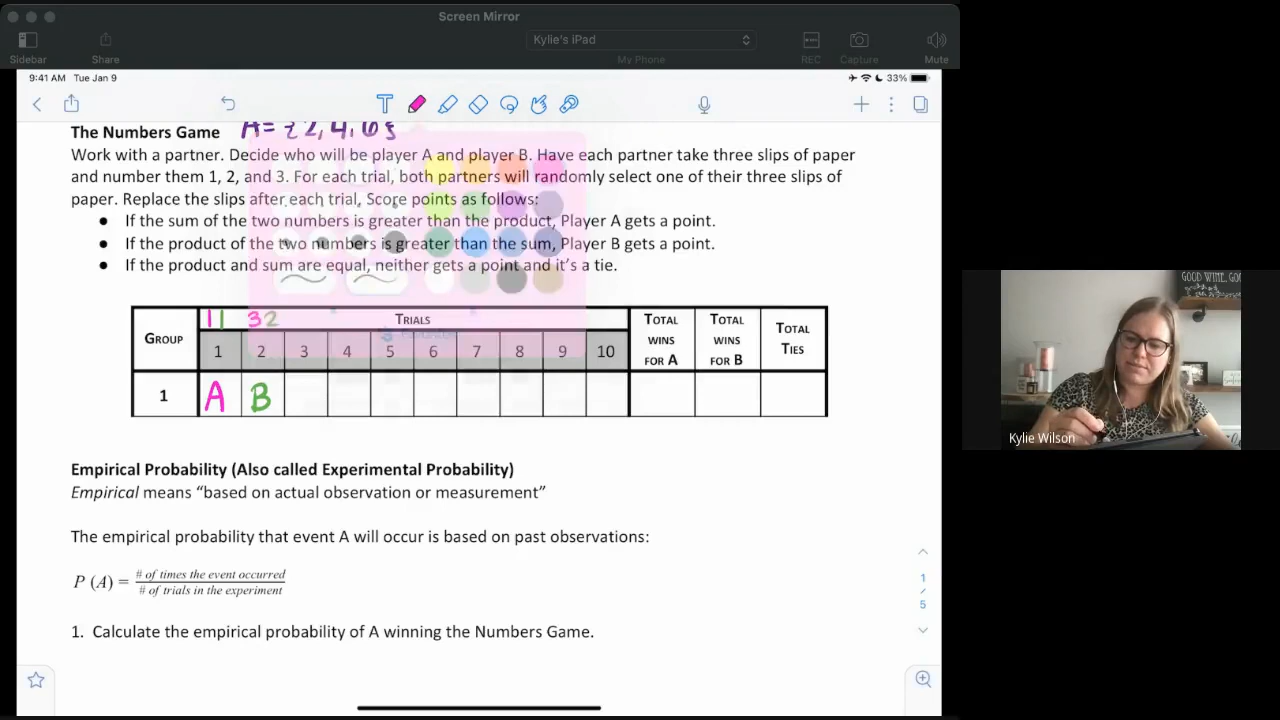 Screen Mirror
Kylie's iPad
Sidebar Share My Phone REC Capture Mute
9:41 AM Tue Jan 9 33%
The Numbers Game A = {2, 4, 6}
Work with a partner. Decide who will be player A and player B. Have each partner take three slips of paper
and number them 1, 2, and 3. For each trial, both partners will randomly select one of their three slips of
paper. Replace the slips after each trial, Score points as follows:
• If the sum of the two numbers is greater than the product, Player A gets a point.
• If the product of the two numbers is greater than the sum, Player B gets a point.
• If the product and sum are equal, neither gets a point and it's a tie.
GROUP
11 32 TRIALS
1 2 3 4 5 6 7 8 9 10
TOTAL WINS FOR A
TOTAL WINS FOR B
TOTAL TIES
1 A B
Empirical Probability (Also called Experimental Probability)
Empirical means “based on actual observation or measurement”
The empirical probability that event A will occur is based on past observations:
P (A) = # of times the event occurred
# of trials in the experiment
1. Calculate the empirical probability of A winning the Numbers Game.
1
/
5
GOOD WINE, GO
Kylie Wilson